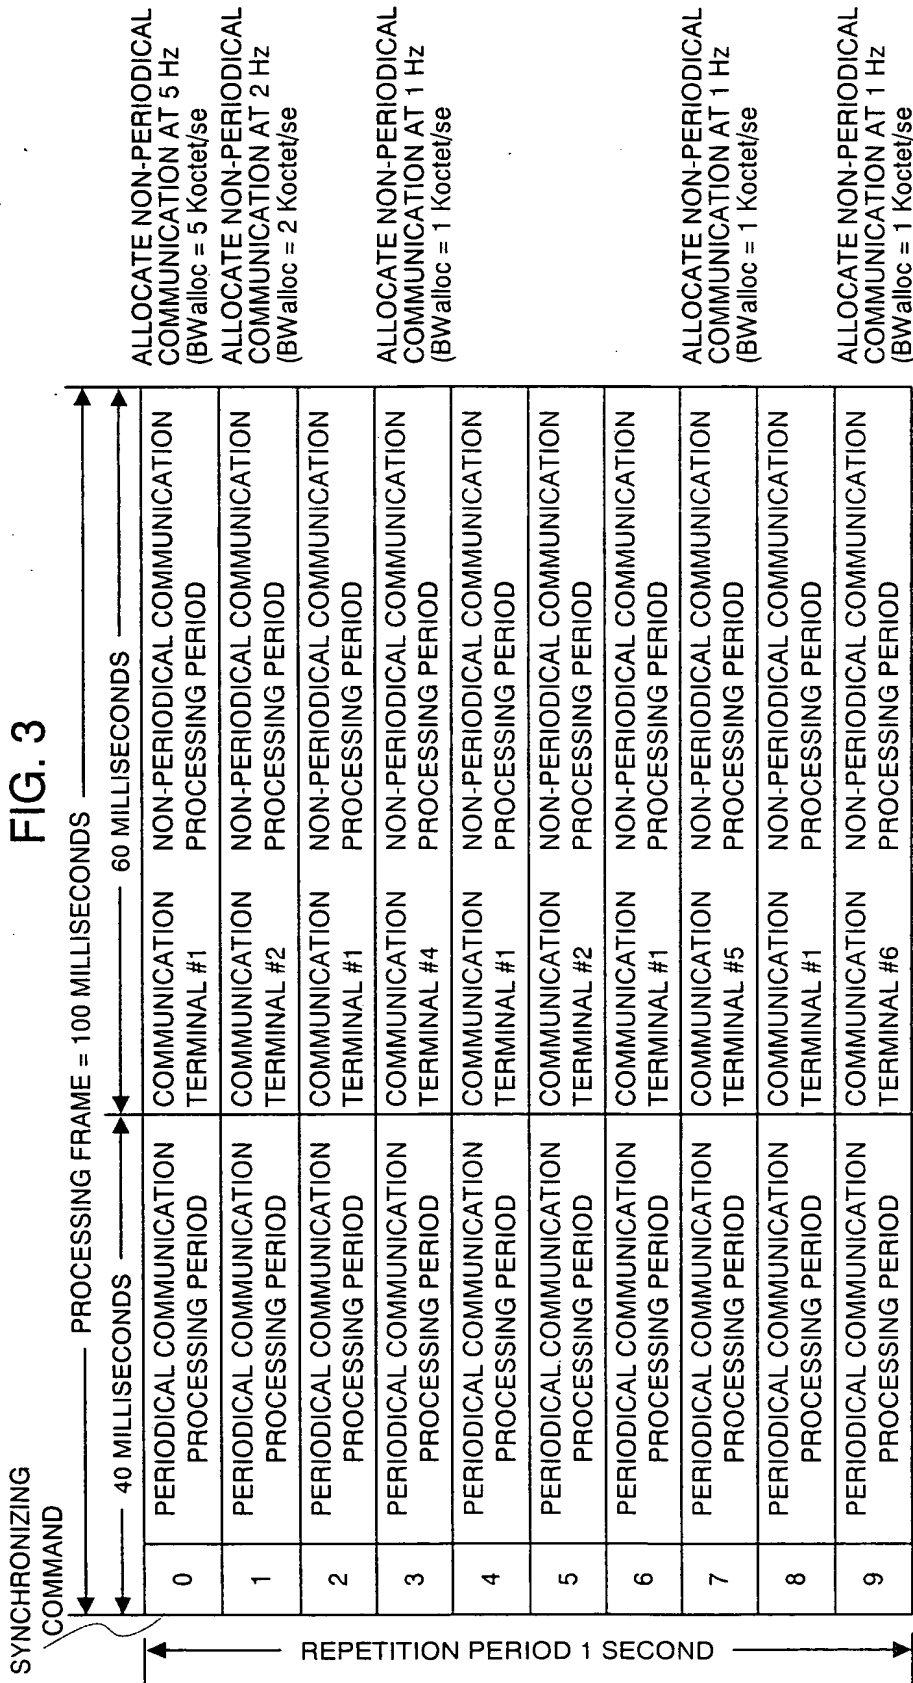 FIG. 3
SYNCHRONIZING
COMMAND
PROCESSING FRAME = 100 MILLISECONDS
40 MILLISECONDS
60 MILLISECONDS
0
PERIODICAL COMMUNICATION
PROCESSING PERIOD
COMMUNICATION
TERMINAL #1
NON-PERIODICAL COMMUNICATION
PROCESSING PERIOD
ALLOCATE NON-PERIODICAL
COMMUNICATION AT 5 Hz
(BWalloc = 5 Koctet/se
1
PERIODICAL COMMUNICATION
PROCESSING PERIOD
COMMUNICATION
TERMINAL #2
NON-PERIODICAL COMMUNICATION
PROCESSING PERIOD
ALLOCATE NON-PERIODICAL
COMMUNICATION AT 2 Hz
(BWalloc = 2 Koctet/se
2
PERIODICAL COMMUNICATION
PROCESSING PERIOD
COMMUNICATION
TERMINAL #1
NON-PERIODICAL COMMUNICATION
PROCESSING PERIOD
3
PERIODICAL COMMUNICATION
PROCESSING PERIOD
COMMUNICATION
TERMINAL #4
NON-PERIODICAL COMMUNICATION
PROCESSING PERIOD
ALLOCATE NON-PERIODICAL
COMMUNICATION AT 1 Hz
(BWalloc = 1 Koctet/se
4
PERIODICAL COMMUNICATION
PROCESSING PERIOD
COMMUNICATION
TERMINAL #1
NON-PERIODICAL COMMUNICATION
PROCESSING PERIOD
5
PERIODICAL COMMUNICATION
PROCESSING PERIOD
COMMUNICATION
TERMINAL #2
NON-PERIODICAL COMMUNICATION
PROCESSING PERIOD
6
PERIODICAL COMMUNICATION
PROCESSING PERIOD
COMMUNICATION
TERMINAL #1
NON-PERIODICAL COMMUNICATION
PROCESSING PERIOD
7
PERIODICAL COMMUNICATION
PROCESSING PERIOD
COMMUNICATION
TERMINAL #5
NON-PERIODICAL COMMUNICATION
PROCESSING PERIOD
ALLOCATE NON-PERIODICAL
COMMUNICATION AT 1 Hz
(BWalloc = 1 Koctet/se
8
PERIODICAL COMMUNICATION
PROCESSING PERIOD
COMMUNICATION
TERMINAL #1
NON-PERIODICAL COMMUNICATION
PROCESSING PERIOD
9
PERIODICAL COMMUNICATION
PROCESSING PERIOD
COMMUNICATION
TERMINAL #6
NON-PERIODICAL COMMUNICATION
PROCESSING PERIOD
ALLOCATE NON-PERIODICAL
COMMUNICATION AT 1 Hz
(BWalloc = 1 Koctet/se
REPETITION PERIOD 1 SECOND